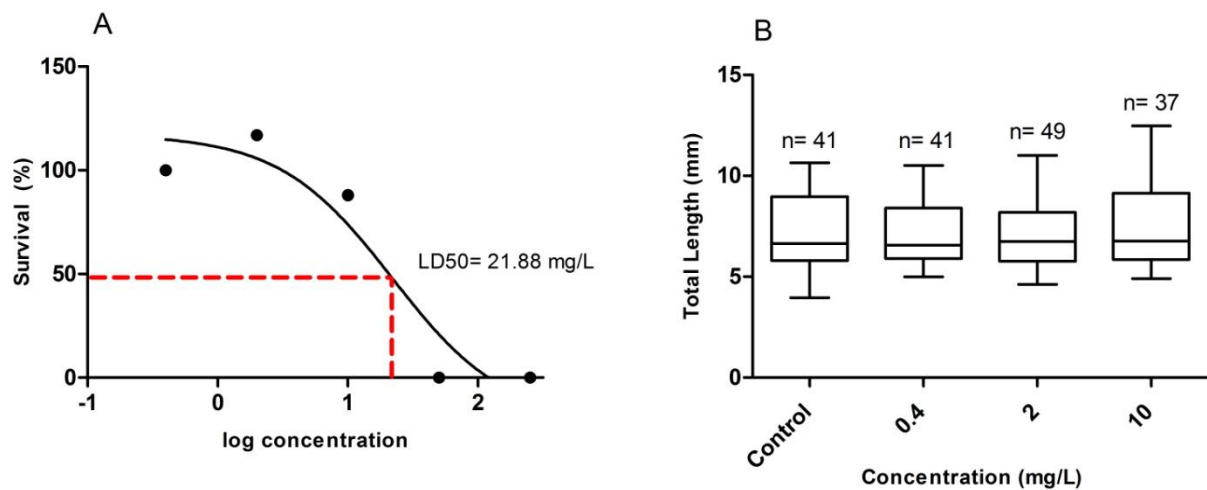 A
150
100
50
0
Survival (%)
LD50= 21.88 mg/L
-1 0 1 2
log concentration
B
15
10
5
0
Total Length (mm)
n= 41 n= 41 n= 49 n= 37
Control 0.4 2 10
Concentration (mg/L)